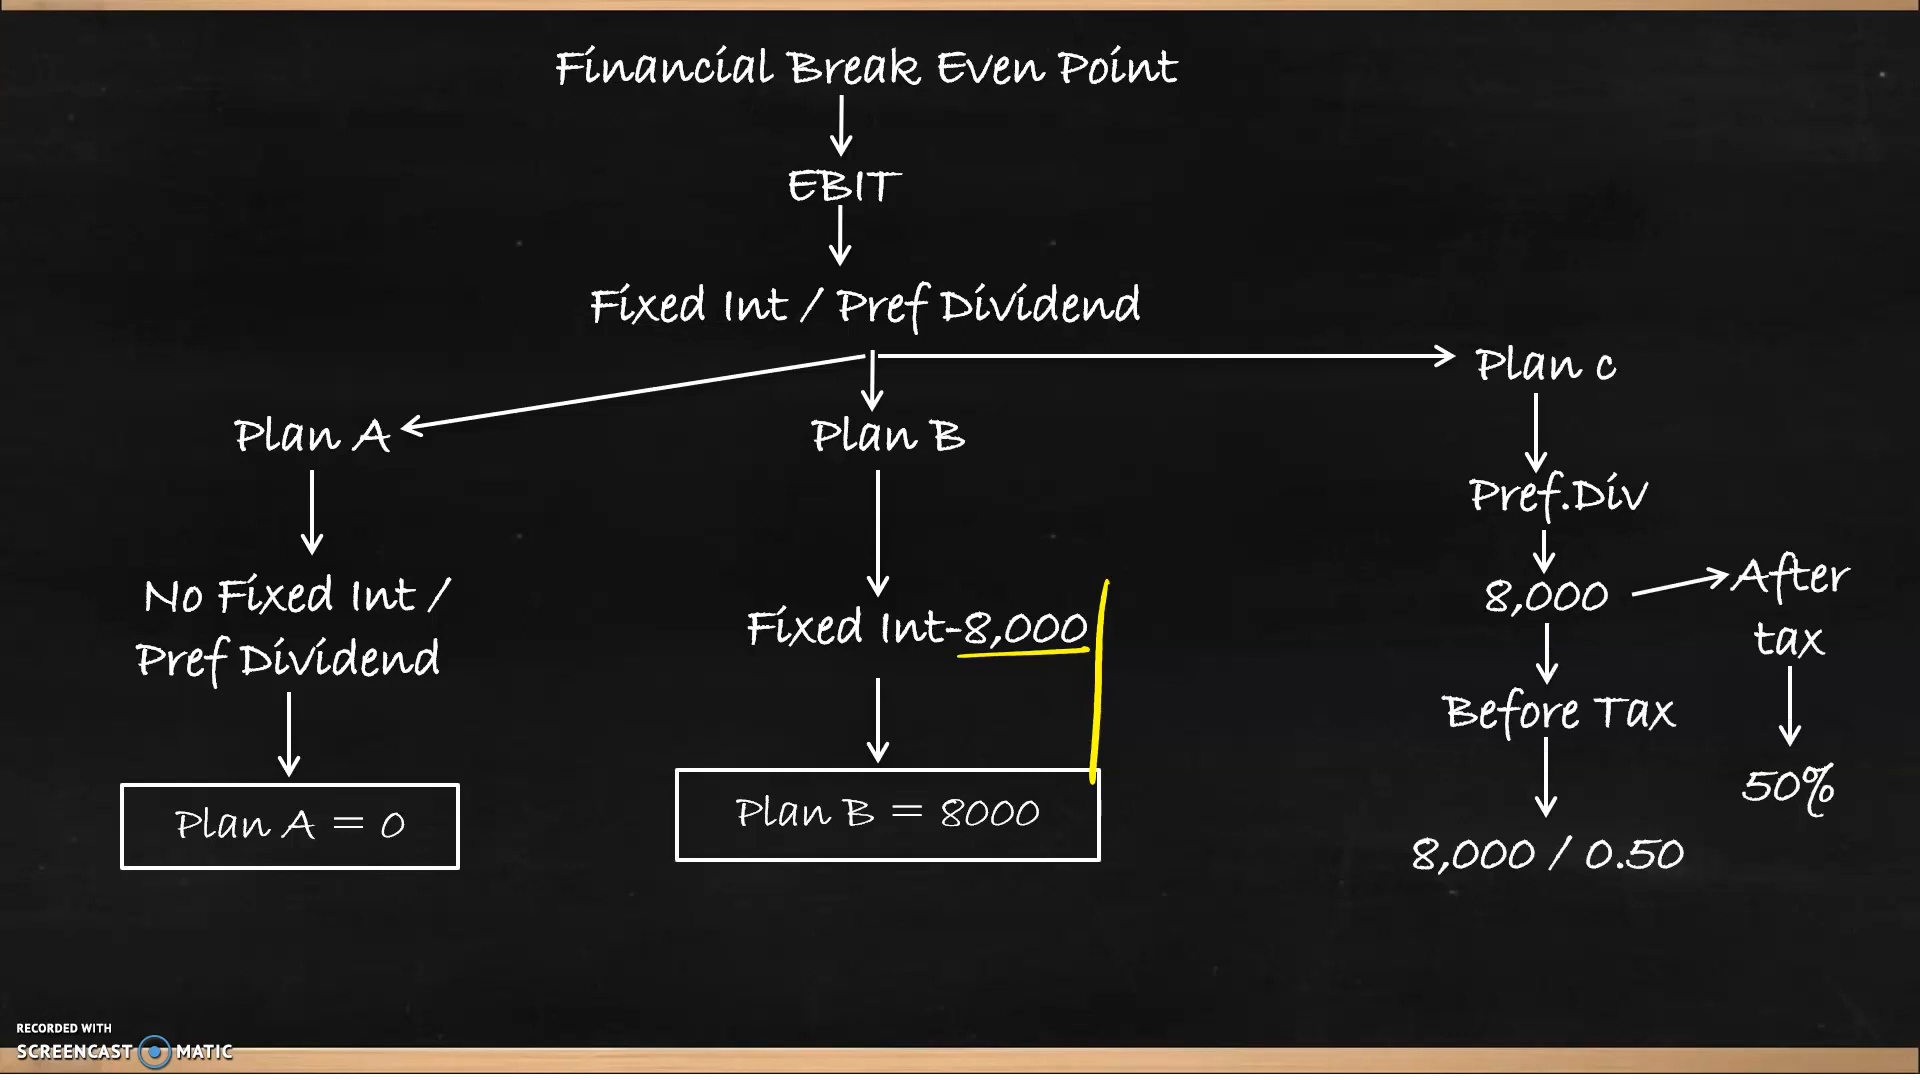 Financial Break Even Point
EBIT
Fixed Int / Pref Dividend
Plan A
No Fixed Int /
Pref Dividend
Plan A = 0
Plan B
Fixed Int-8,000
Plan B = 8000
Plan c
Pref.Div
8,000
After
tax
50%
Before Tax
8,000 / 0.50
RECORDED WITH
SCREENCAST MATIC